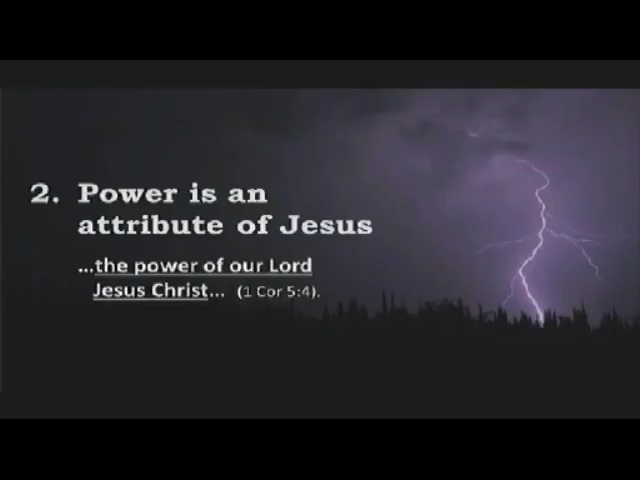 2. Power is an
attribute of Jesus
...the power of our Lord
Jesus Christ... (1 Cor 5:4).